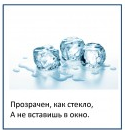 Прозрачен, как стекло,
А не вставишь в окно.